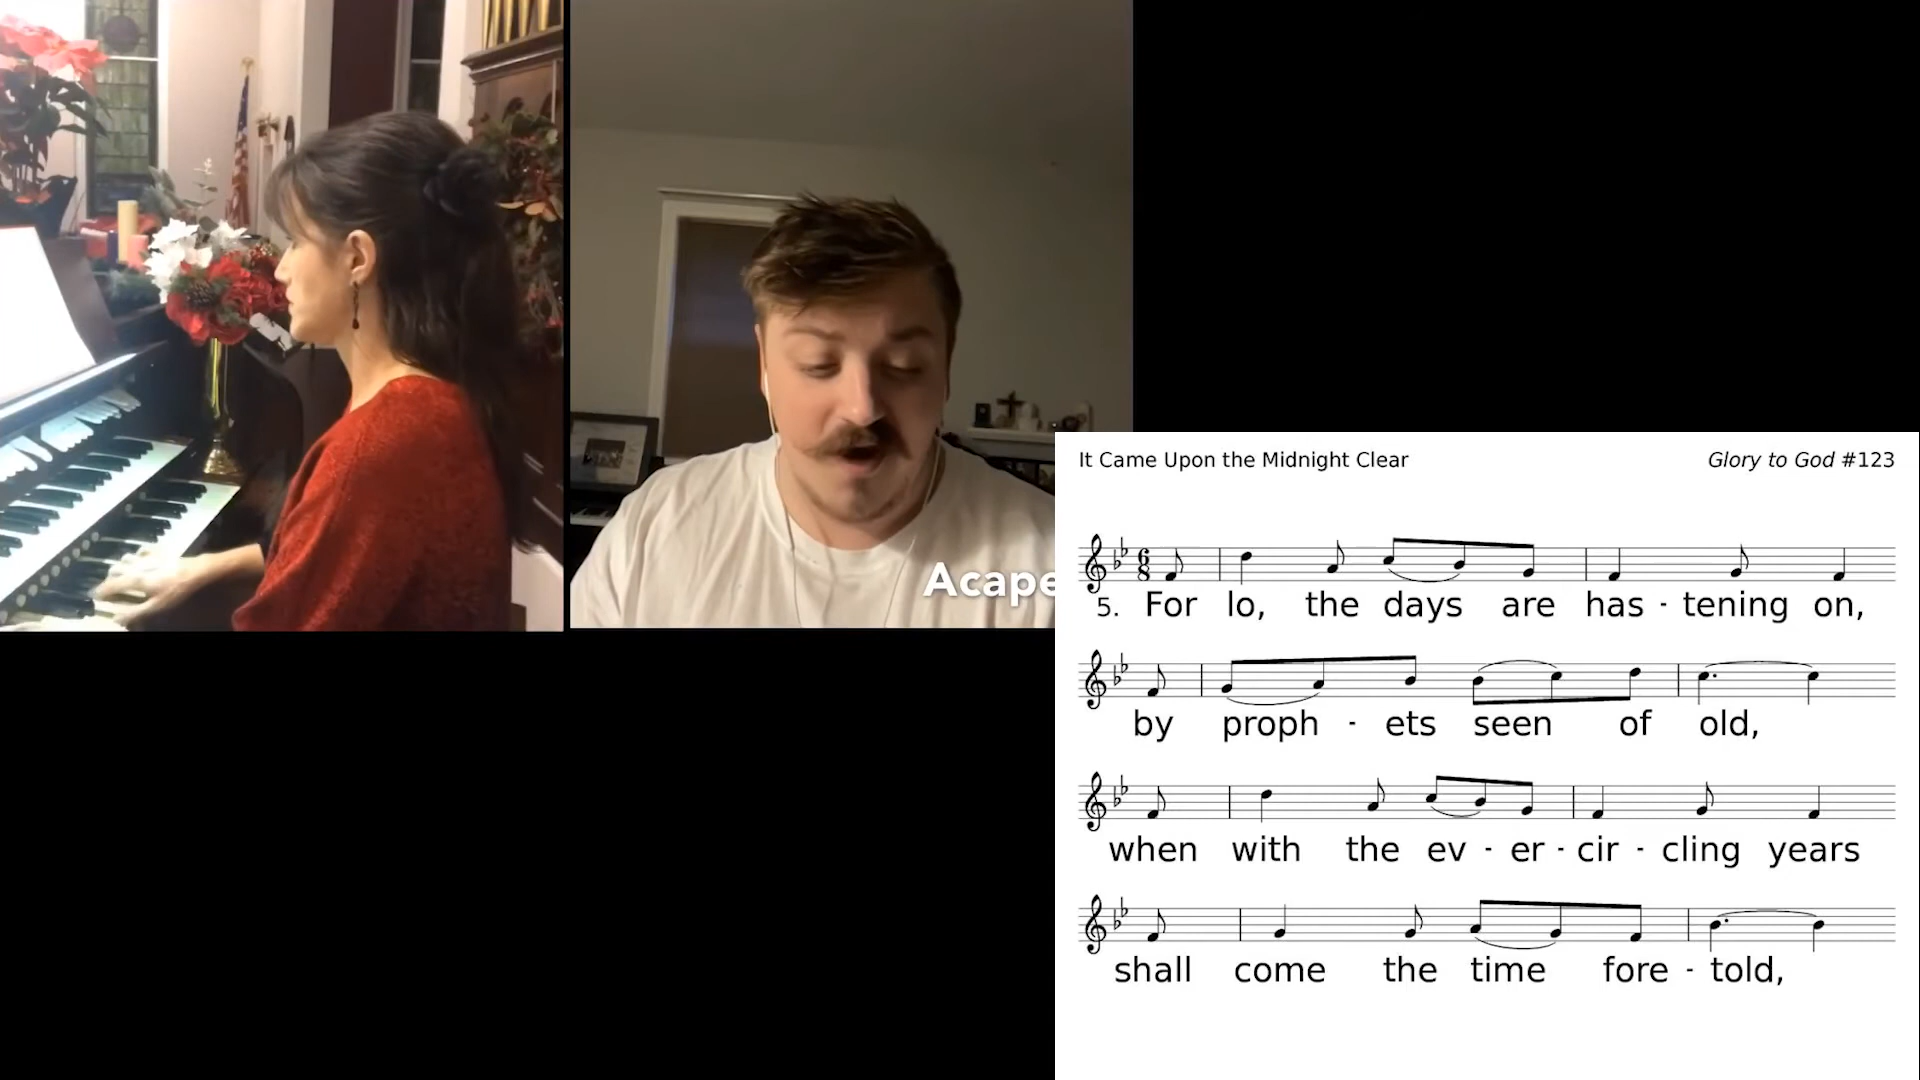 Acape
It Came Upon the Midnight Clear
Glory to God #123
5. For lo, the days are has - tening on,
by proph - ets seen of old,
when with the ev - er - cir - cling years
shall come the time fore - told,